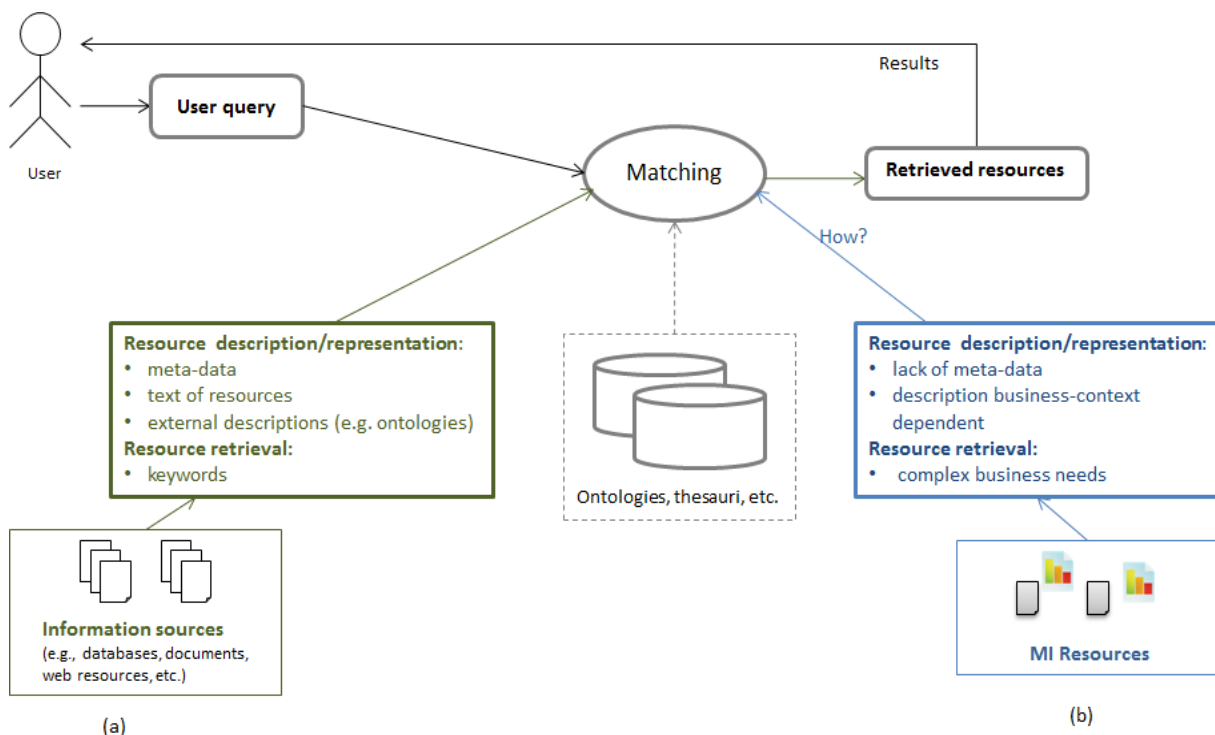 Results
User query
User
Matching
Retrieved resources
How?
Resource description/representation:
• meta-data
• text of resources
• external descriptions (e.g. ontologies)
Resource retrieval:
• keywords
Ontologies, thesauri, etc.
Resource description/representation:
• lack of meta-data
• description business-context
dependent
Resource retrieval:
• complex business needs
Information sources
(e.g., databases, documents,
web resources, etc.)
MI Resources
(a)
(b)